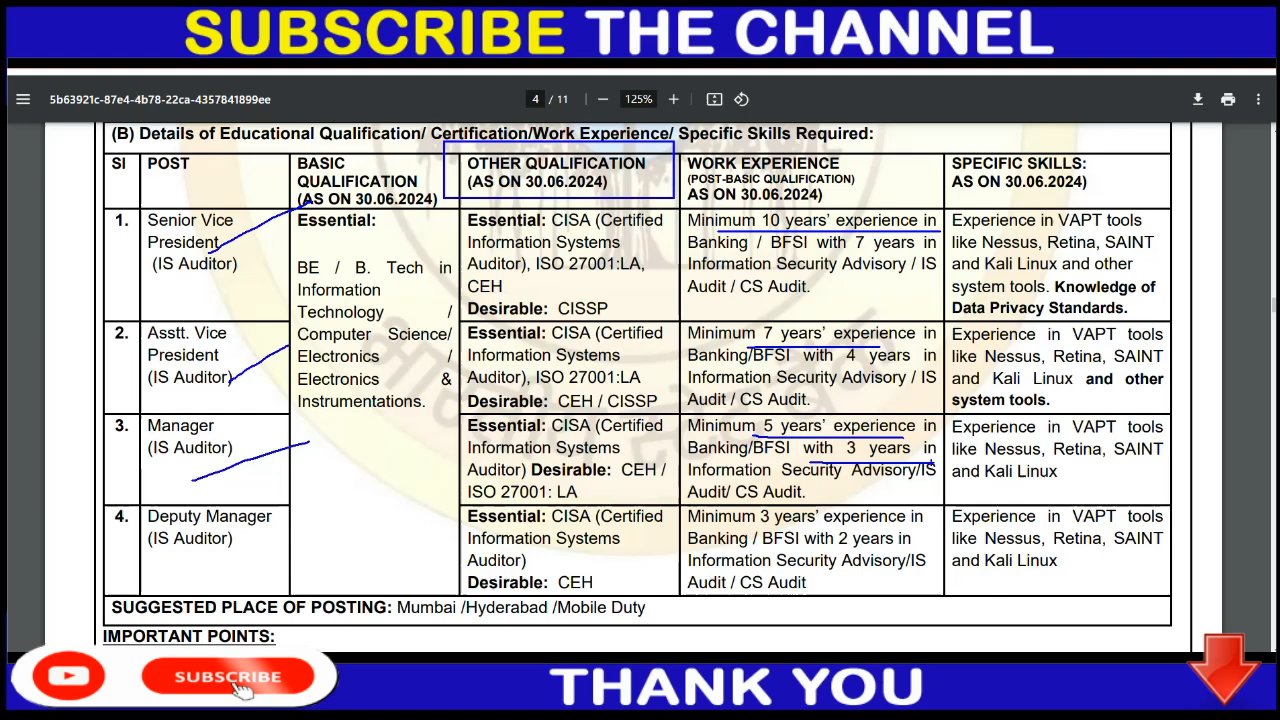 SUBSCRIBE THE CHANNEL
5b63921c-87e4-4b78-22ca-4357841899ee
4 / 11
125%
(B) Details of Educational Qualification/ Certification/Work Experience/ Specific Skills Required:
SI
POST
BASIC
QUALIFICATION
(AS ON 30.06.2024)
OTHER QUALIFICATION
(AS ON 30.06.2024)
WORK EXPERIENCE
(POST-BASIC QUALIFICATION)
AS ON 30.06.2024)
SPECIFIC SKILLS:
AS ON 30.06.2024)
1.
Senior Vice
President
(IS Auditor)
Essential:
BE / B. Tech in
Information
Technology /
Computer Science/
Electronics /
Electronics &
Instrumentations.
Essential: CISA (Certified
Information Systems
Auditor), ISO 27001:LA,
CEH
Desirable: CISSP
Minimum 10 years' experience in
Banking / BFSI with 7 years in
Information Security Advisory / IS
Audit / CS Audit.
Experience in VAPT tools
like Nessus, Retina, SAINT
and Kali Linux and other
system tools. Knowledge of
Data Privacy Standards.
2.
Asstt. Vice
President
(IS Auditor)
Essential: CISA (Certified
Information Systems
Auditor), ISO 27001:LA
Desirable: CEH / CISSP
Minimum 7 years' experience in
Banking/BFSI with 4 years in
Information Security Advisory / IS
Audit / CS Audit.
Experience in VAPT tools
like Nessus, Retina, SAINT
and Kali Linux and other
system tools.
3.
Manager
(IS Auditor)
Essential: CISA (Certified
Information Systems
Auditor) Desirable: CEH /
ISO 27001: LA
Minimum 5 years' experience in
Banking/BFSI with 3 years in
Information Security Advisory/IS
Audit/ CS Audit.
Experience in VAPT tools
like Nessus, Retina, SAINT
and Kali Linux
4.
Deputy Manager
(IS Auditor)
Essential: CISA (Certified
Information Systems
Auditor)
Desirable: CEH
Minimum 3 years' experience in
Banking / BFSI with 2 years in
Information Security Advisory/IS
Audit / CS Audit
Experience in VAPT tools
like Nessus, Retina, SAINT
and Kali Linux
SUGGESTED PLACE OF POSTING: Mumbai /Hyderabad /Mobile Duty
IMPORTANT POINTS:
SUBSCRIBE
THANK YOU